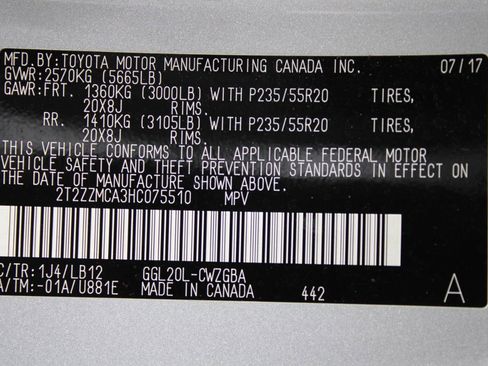 MFD.BY:TOYOTA MOTOR MANUFACTURING CANADA INC. 07/17
GVWR:2570KG (5665LB)
GAWR:FRT. 1360KG (3000LB) WITH P235/55R20 TIRES,
20X8J RIMS.
RR. 1410KG (3105LB) WITH P235/55R20 TIRES,
20X8J RIMS.
THIS VEHICLE CONFORMS TO ALL APPLICABLE FEDERAL MOTOR
VEHICLE SAFETY AND THEFT PREVENTION STANDARDS IN EFFECT ON
THE DATE OF MANUFACTURE SHOWN ABOVE.
2T2ZZMCA3HC075510 MPV
C/TR:1J4/LB12 GGL20L-CWZGBA
A/TM:-01A/U881E MADE IN CANADA 442 A